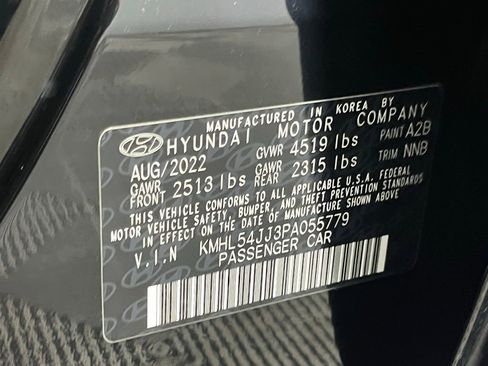 MANUFACTURED IN KOREA BY
HYUNDAI MOTOR COMPANY
AUG/2022 GVWR 4519 lbs PAINT A2B
GAWR FRONT 2513 lbs GAWR REAR 2315 lbs TRIM NNB
THIS VEHICLE CONFORMS TO ALL APPLICABLE U.S.A. FEDERAL
MOTOR VEHICLE SAFETY, BUMPER, AND THEFT PREVENTION
STANDARDS IN EFFECT ON THE DATE OF MANUFACTURE SHOWN ABOVE.
V.I.N KMHL54JJ3PA055779
PASSENGER CAR